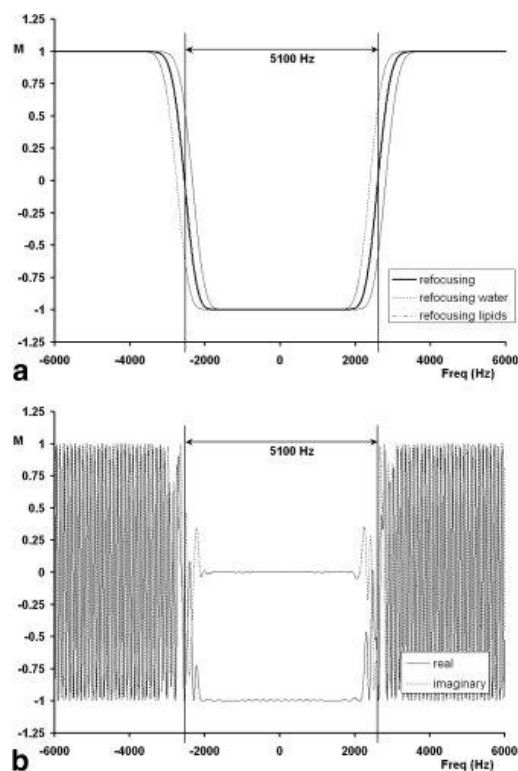 1.25
M
1
5100 Hz
0.75
0.5
0.25
0
-0.25
-0.5
refocusing
-0.75
refocusing water
-1
refocusing lipids
-1.25
-6000 -4000 -2000 0 2000 4000 6000
a
Freq (Hz)
1.25
M
1
5100 Hz
0.75
0.5
0.25
0
-0.25
-0.5
real
-0.75
imaginary
-1
-1.25
-6000 -4000 -2000 0 2000 4000 6000
b
Freq (Hz)